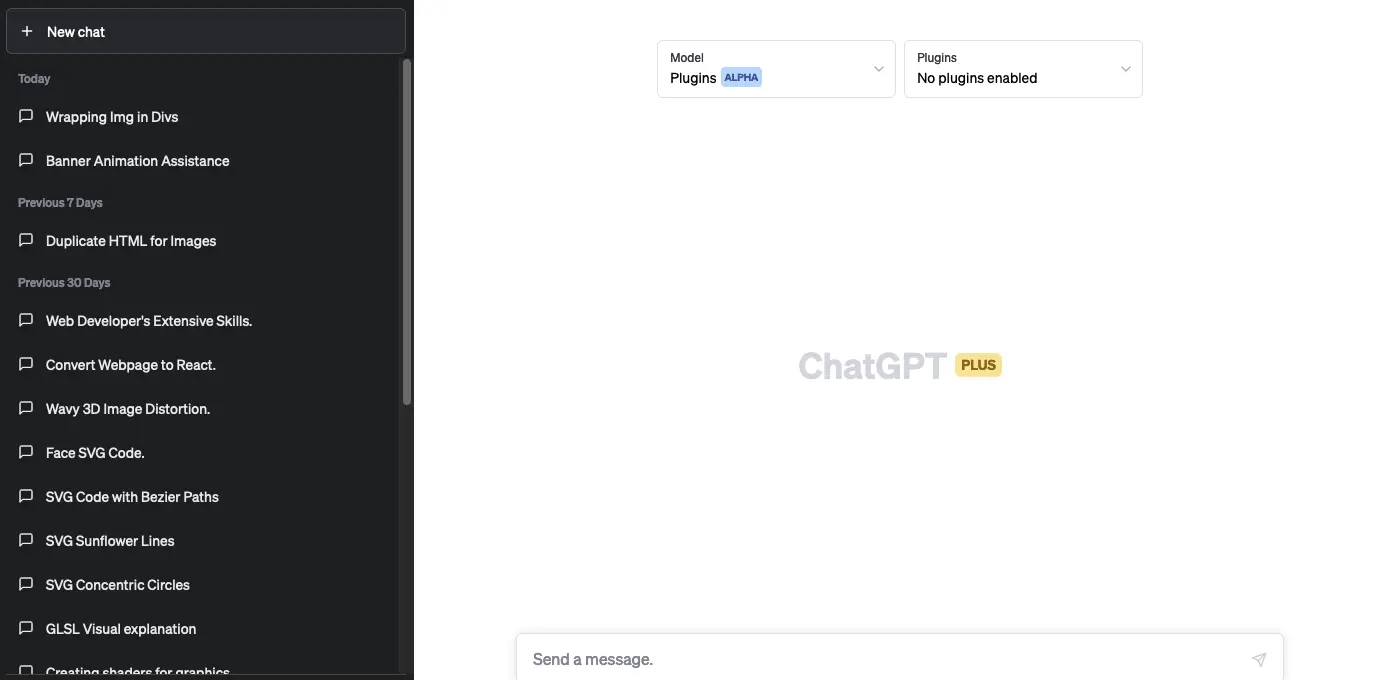 New chat
Today
Wrapping Img in Divs
Banner Animation Assistance
Previous 7 Days
Duplicate HTML for Images
Previous 30 Days
Web Developer's Extensive Skills.
Convert Webpage to React.
Wavy 3D Image Distortion.
Face SVG Code.
SVG Code with Bezier Paths
SVG Sunflower Lines
SVG Concentric Circles
GLSL Visual explanation
Creating shaders for graphics
Model
Plugins ALPHA
Plugins
No plugins enabled
ChatGPT PLUS
Send a message.